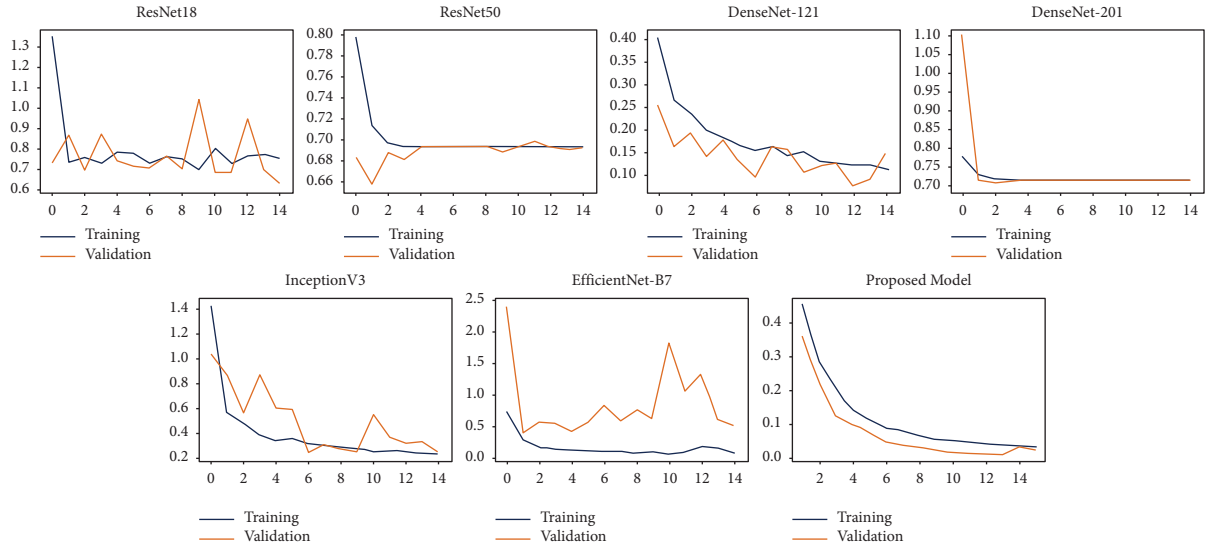 ResNet18
1.3
1.2
1.1
1.0
0.9
0.8
0.7
0.6
0 2 4 6 8 10 12 14
Training
Validation
ResNet50
0.80
0.78
0.76
0.74
0.72
0.70
0.68
0.66
0 2 4 6 8 10 12 14
Training
Validation
DenseNet-121
0.40
0.35
0.40
0.25
0.20
0.15
0.10
0 2 4 6 8 10 12 14
Training
Validation
DenseNet-201
1.10
1.05
1.00
0.95
0.90
0.85
0.80
0.75
0.70
0 2 4 6 8 10 12 14
Training
Validation
InceptionV3
1.4
1.2
1.0
0.8
0.6
0.4
0.2
0 2 4 6 8 10 12 14
Training
Validation
EfficientNet-B7
2.5
2.0
1.5
1.0
0.5
0.0
0 2 4 6 8 10 12 14
Training
Validation
Proposed Model
0.4
0.3
0.2
0.1
0.0
2 4 6 8 10 12 14
Training
Validation